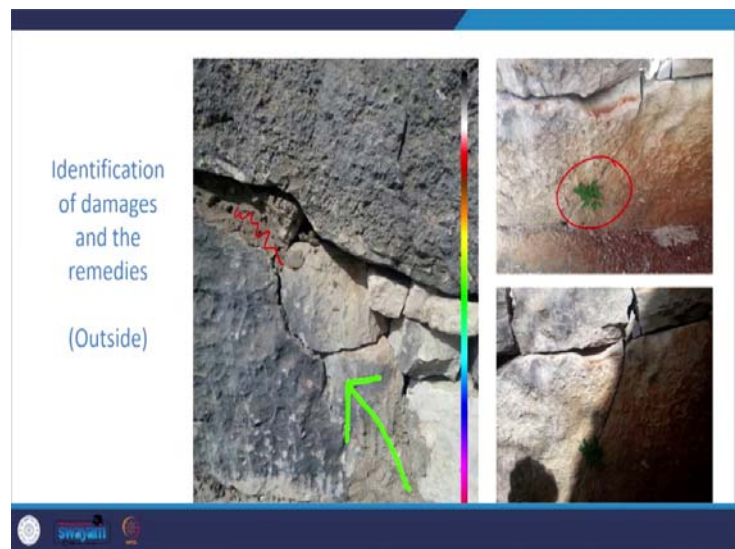 Identification
of damages
and the
remedies
(Outside)
swayam